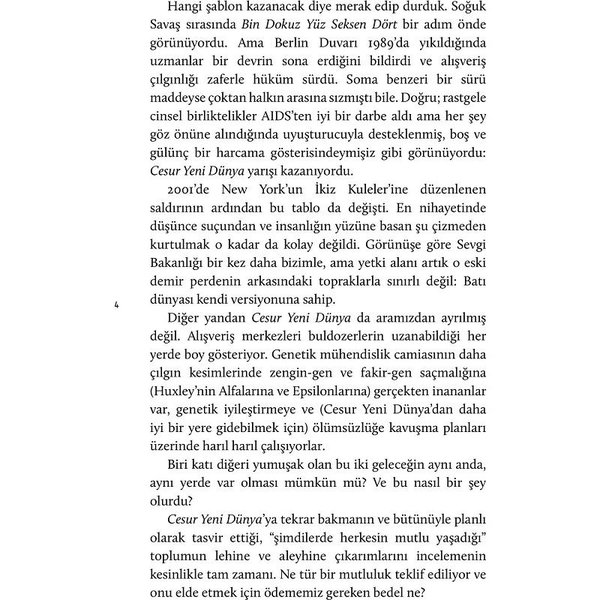 Hangi şablon kazanacak diye merak edip durduk. Soğuk
Savaş sırasında Bin Dokuz Yüz Seksen Dört bir adım önde
görünüyordu. Ama Berlin Duvarı 1989’da yıkıldığında
uzmanlar bir devrin sona erdiğini bildirdi ve alışveriş
çılgınlığı zaferle hüküm sürdü. Soma benzeri bir sürü
maddeyse çoktan halkın arasına sızmıştı bile. Doğru; rastgele
cinsel birliktelikler AIDS’ten iyi bir darbe aldı ama her şey
göz önüne alındığında uyuşturucuyla desteklenmiş, boş ve
gülünç bir harcama gösterisindeymişiz gibi görünüyordu:
Cesur Yeni Dünya yarışı kazanıyordu.
2001’de New York’un İkiz Kuleler’ine düzenlenen
saldırının ardından bu tablo da değişti. En nihayetinde
düşünce suçundan ve insanlığın yüzüne basan şu çizmeden
kurtulmak o kadar da kolay değildi. Görünüşe göre Sevgi
Bakanlığı bir kez daha bizimle, ama yetki alanı artık o eski
demir perdenin arkasındaki topraklarla sınırlı değil: Batı
dünyası kendi versiyonuna sahip.
4
Diğer yandan Cesur Yeni Dünya da aramızdan ayrılmış
değil. Alışveriş merkezleri buldozerlerin uzanabildiği her
yerde boy gösteriyor. Genetik mühendislik camiasının daha
çılgın kesimlerinde zengin-gen ve fakir-gen saçmalığına
(Huxley’nin Alfalarına ve Epsilonlarına) gerçekten inananlar
var, genetik iyileştirmeye ve (Cesur Yeni Dünya’dan daha
iyi bir yere gidebilmek için) ölümsüzlüğe kavuşma planları
üzerinde harıl harıl çalışıyorlar.
Biri katı diğeri yumuşak olan bu iki geleceğin aynı anda,
aynı yerde var olması mümkün mü? Ve bu nasıl bir şey
olurdu?
Cesur Yeni Dünya’ya tekrar bakmanın ve bütünüyle planlı
olarak tasvir ettiği, “şimdilerde herkesin mutlu yaşadığı”
toplumun lehine ve aleyhine çıkarımlarını incelemenin
kesinlikle tam zamanı. Ne tür bir mutluluk teklif ediliyor ve
onu elde etmek için ödememiz gereken bedel ne?